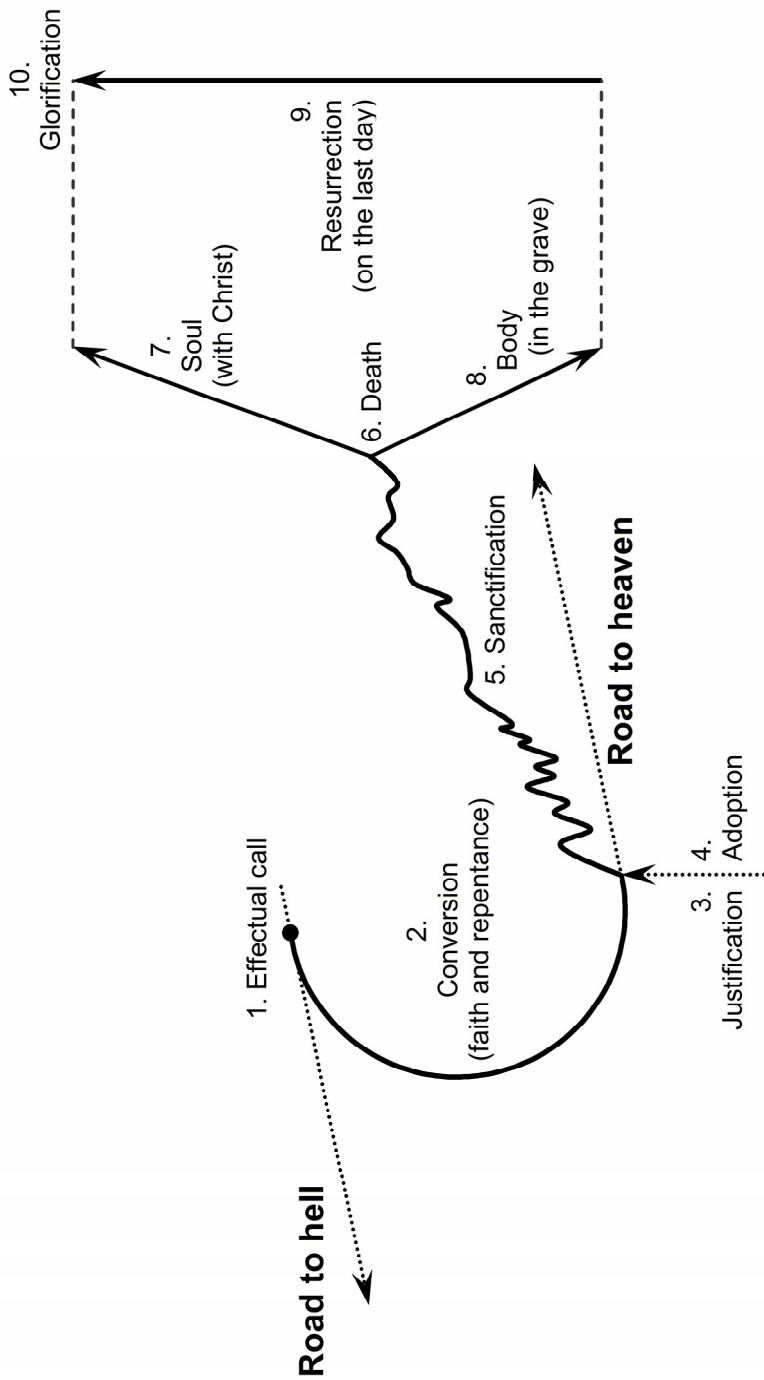 Road to hell
1. Effectual call
2.
Conversion
(faith and repentance)
3.
Justification
4.
Adoption
Road to heaven
5. Sanctification
6. Death
7.
Soul
(with Christ)
8.
Body
(in the grave)
9.
Resurrection
(on the last day)
10.
Glorification